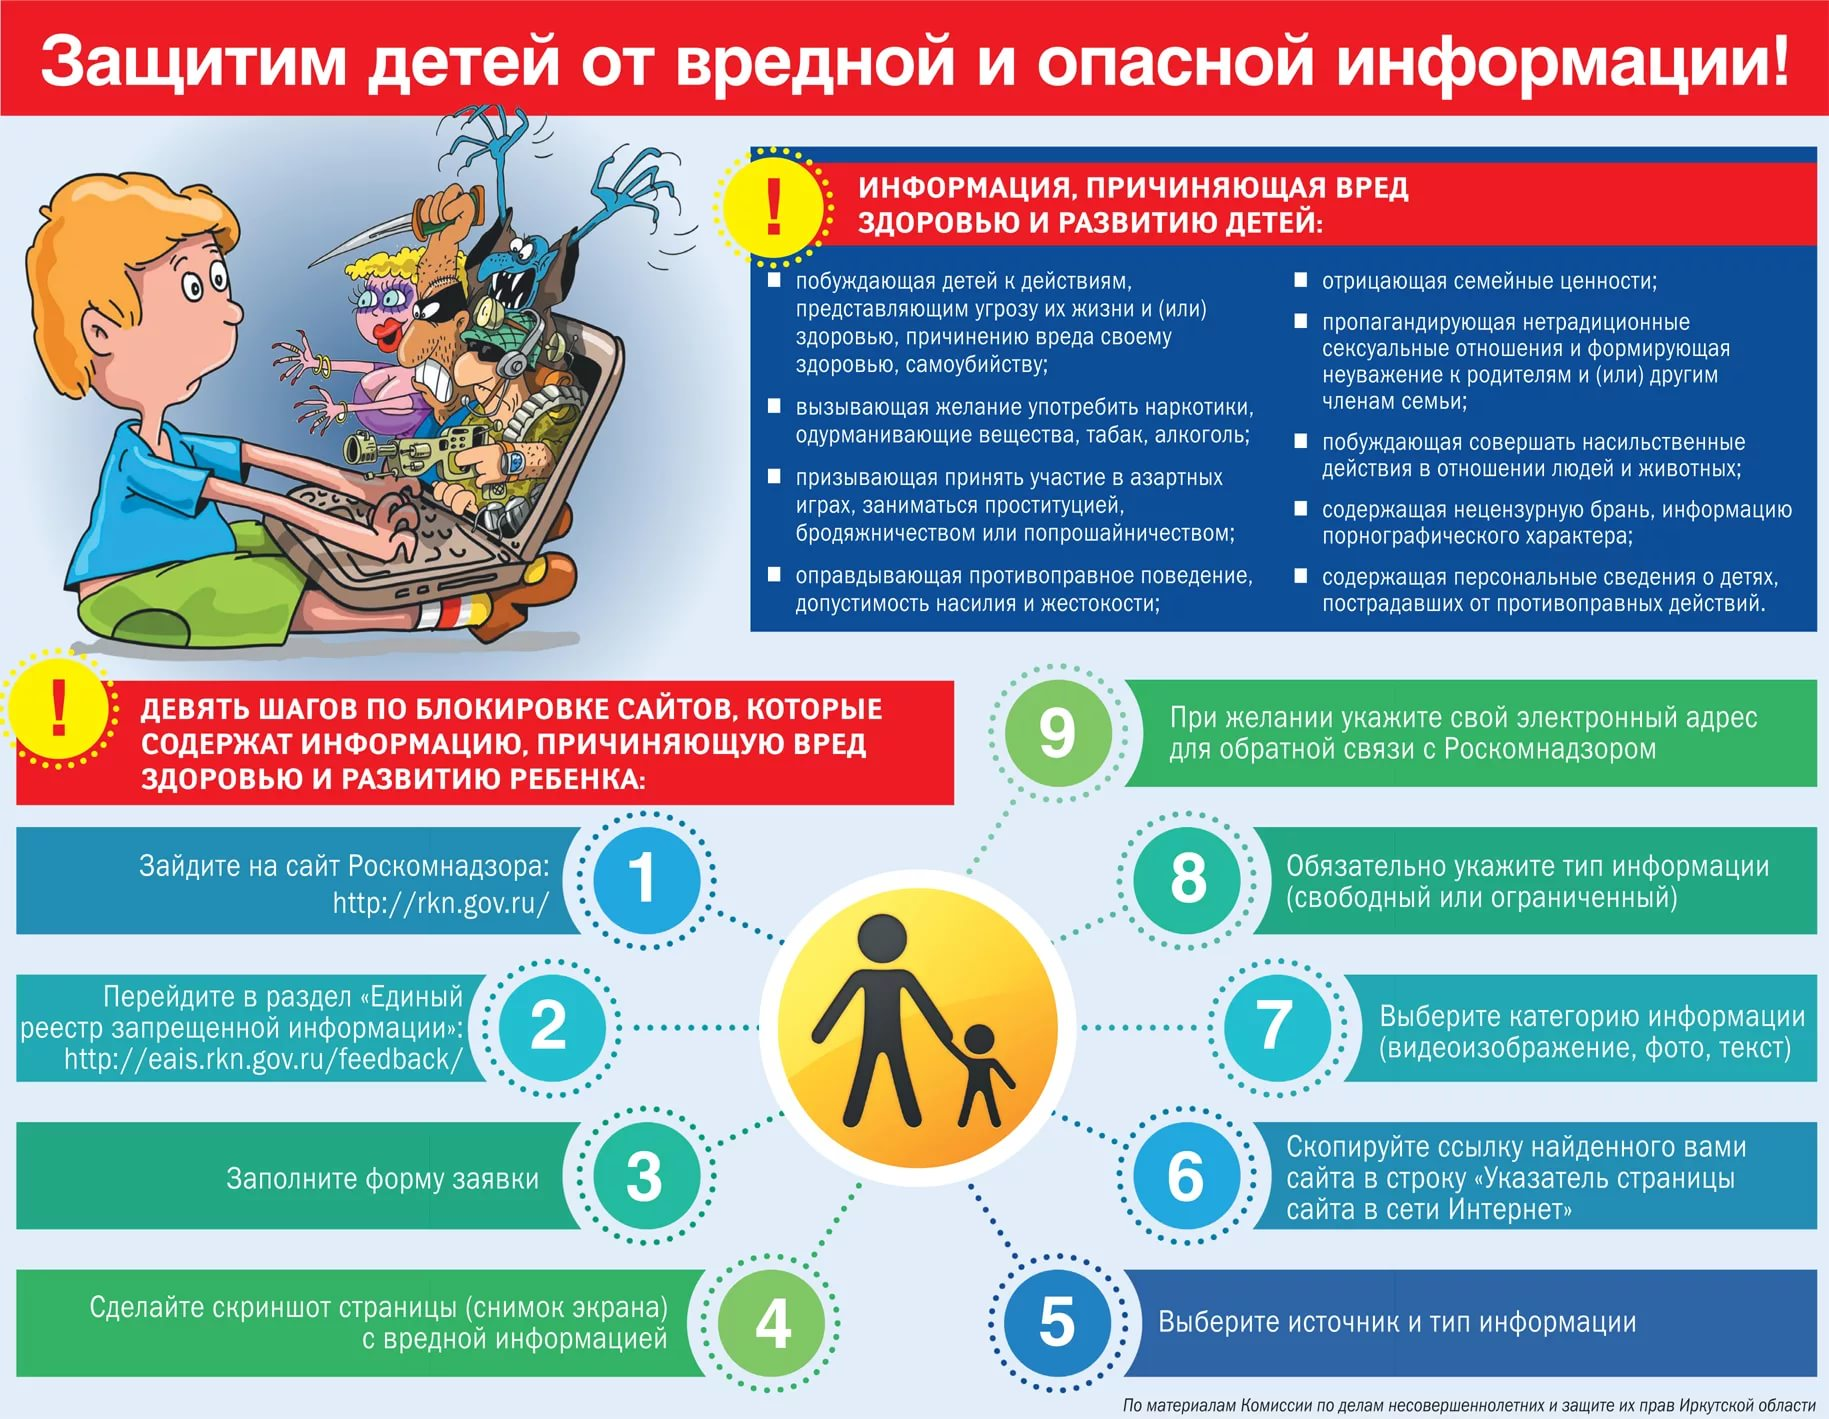 Защитим детей от вредной и опасной информации!
!
ИНФОРМАЦИЯ, ПРИЧИНЯЮЩАЯ ВРЕД
ЗДОРОВЬЮ И РАЗВИТИЮ ДЕТЕЙ:
побуждающая детей к действиям,
представляющим угрозу их жизни и (или)
здоровью, причинению вреда своему
здоровью, самоубийству;
вызывающая желание употребить наркотики,
одурманивающие вещества, табак, алкоголь;
призывающая принять участие в азартных
играх, заниматься проституцией,
бродяжничеством или попрошайничеством;
оправдывающая противоправное поведение,
допустимость насилия и жестокости;
отрицающая семейные ценности;
пропагандирующая нетрадиционные
сексуальные отношения и формирующая
неуважение к родителям и (или) другим
членам семьи;
побуждающая совершать насильственные
действия в отношении людей и животных;
содержащая нецензурную брань, информацию
порнографического характера;
содержащая персональные сведения о детях,
пострадавших от противоправных действий.
!
ДЕВЯТЬ ШАГОВ ПО БЛОКИРОВКЕ САЙТОВ, КОТОРЫЕ
СОДЕРЖАТ ИНФОРМАЦИЮ, ПРИЧИНЯЮЩУЮ ВРЕД
ЗДОРОВЬЮ И РАЗВИТИЮ РЕБЕНКА:
Зайдите на сайт Роскомнадзора:
http://rkn.gov.ru/
1
Перейдите в раздел «Единый
реестр запрещенной информации»:
http://eais.rkn.gov.ru/feedback/
2
Заполните форму заявки
3
Сделайте скриншот страницы (снимок экрана)
с вредной информацией
4
5
Выберите источник и тип информации
6
Скопируйте ссылку найденного вами
сайта в строку «Указатель страницы
сайта в сети Интернет»
7
Выберите категорию информации
(видеоизображение, фото, текст)
8
Обязательно укажите тип информации
(свободный или ограниченный)
9
При желании укажите свой электронный адрес
для обратной связи с Роскомнадзором
По материалам Комиссии по делам несовершеннолетних и защите их прав Иркутской области